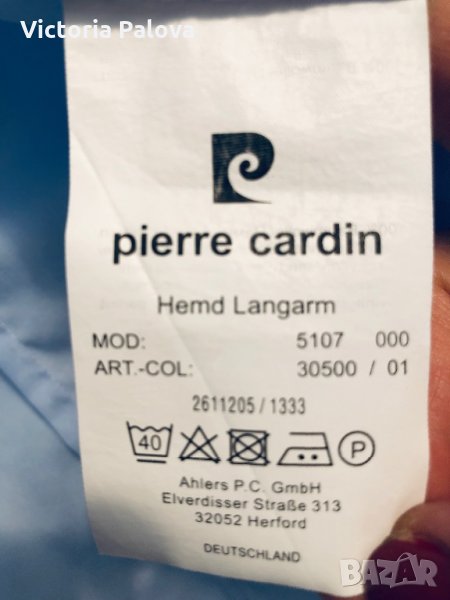 Victoria Palova
pierre cardin
Hemd Langarm
MOD: 5107 000
ART.-COL: 30500 / 01
2611205 / 1333
40 P
Ahlers P.C. GmbH
Elverdisser Straße 313
32052 Herford
DEUTSCHLAND
BAZAR